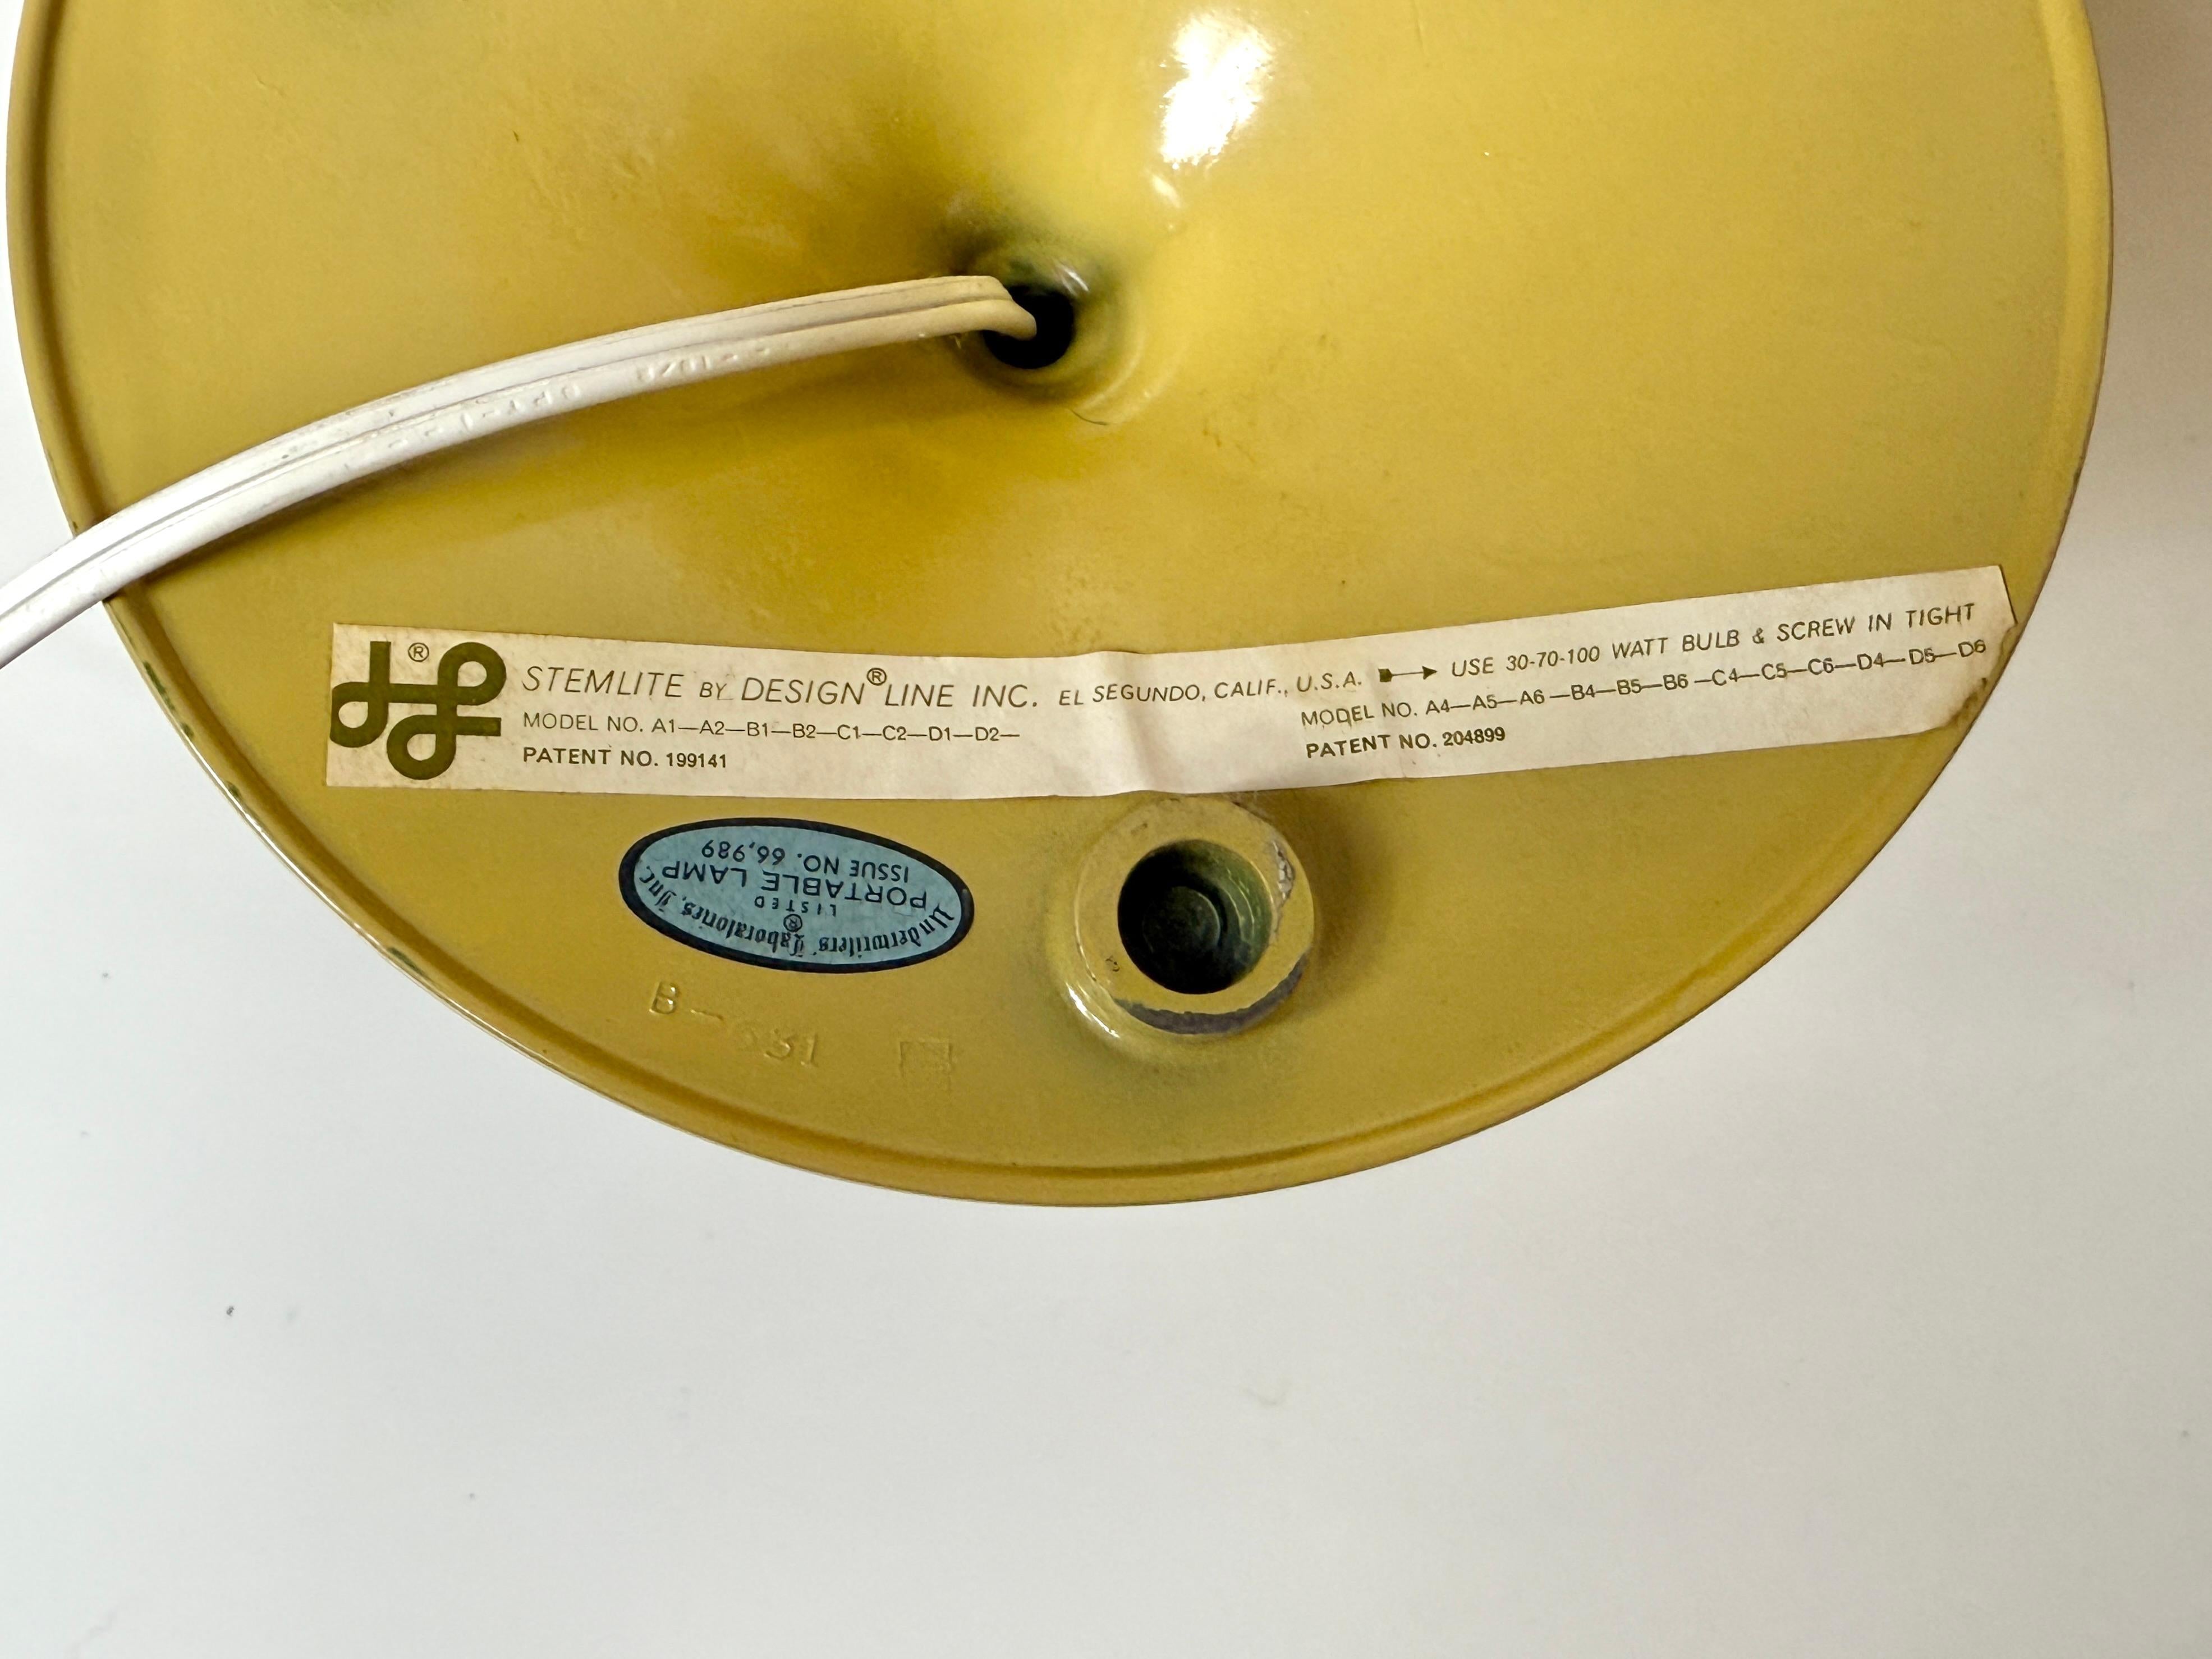 ® STEMLITE BY DESIGN®LINE INC. EL SEGUNDO, CALIF., U.S.A. USE 30-70-100 WATT BULB & SCREW IN TIGHT
MODEL NO. A1—A2—B1—B2—C1—C2—D1—D2— MODEL NO. A4—A5—A6—B4—B5—B6—C4—C5—C6—D4—D5—D6
PATENT NO. 199141 PATENT NO. 204899
Underwriters' Laboratories, Inc.
®
LISTED
PORTABLE LAMP
ISSUE NO. 66,989